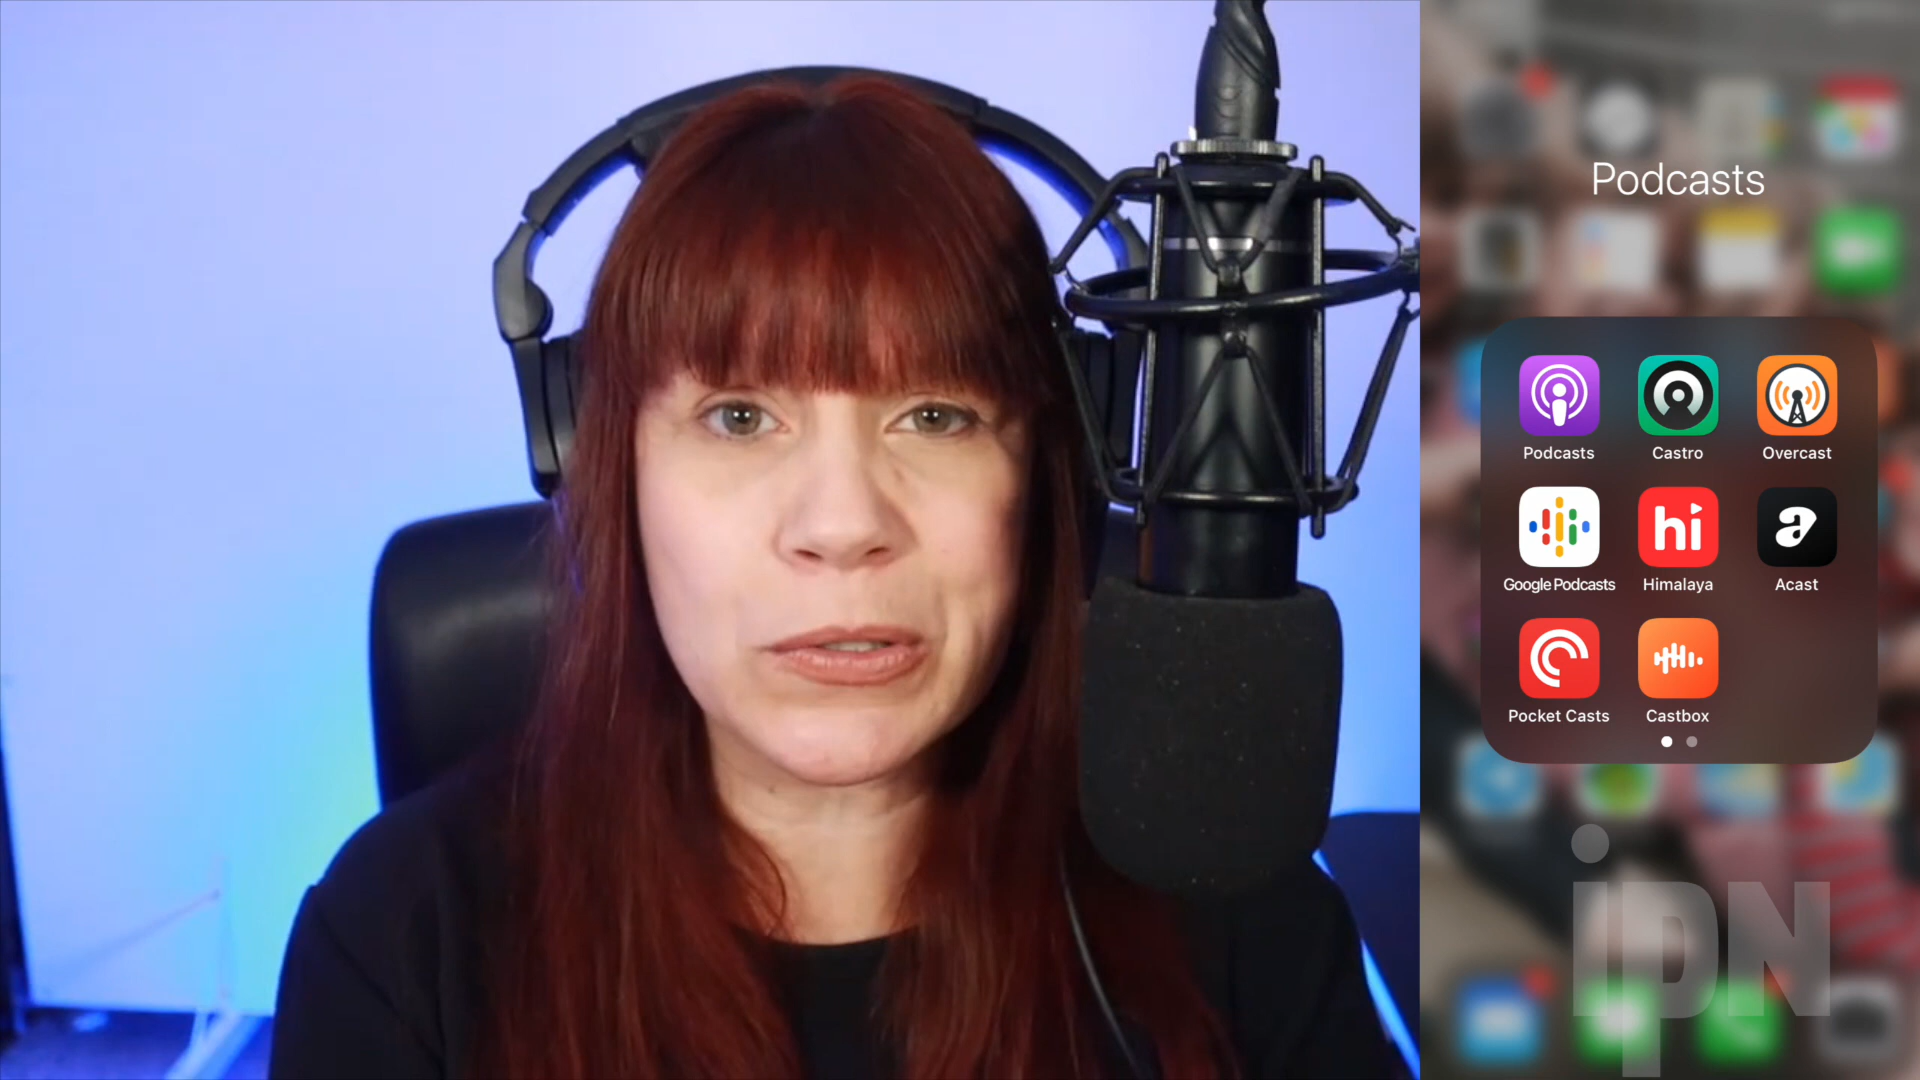 Podcasts
Podcasts
Castro
Overcast
Google Podcasts
hi
Himalaya
a
Acast
Pocket Casts
Castbox
ipn